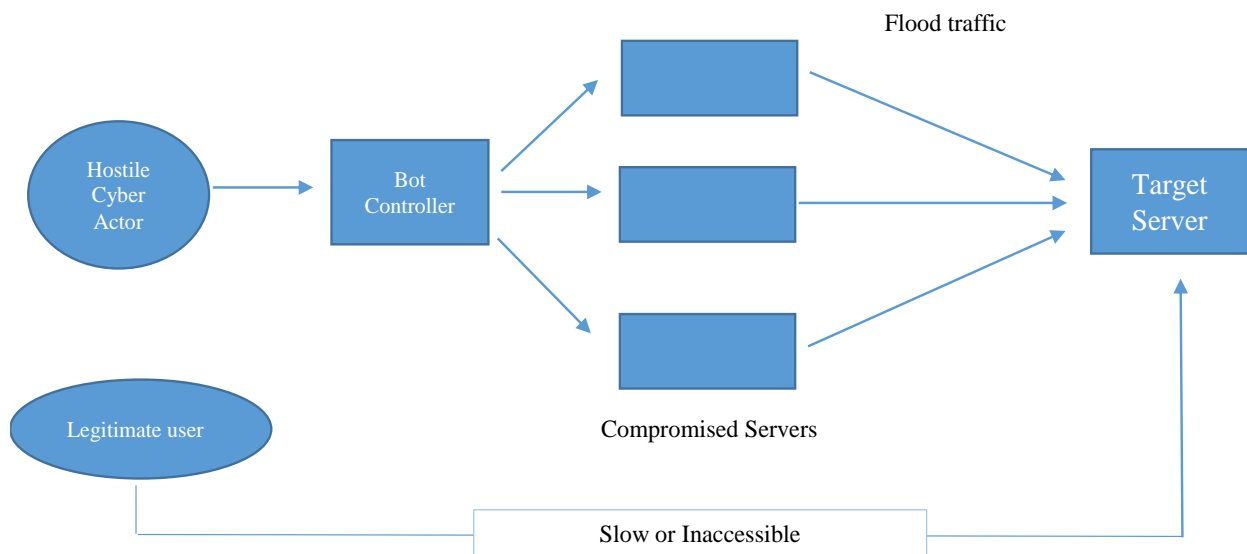 Flood traffic
Hostile
Cyber
Actor
Bot
Controller
Target
Server
Legitimate user
Compromised Servers
Slow or Inaccessible